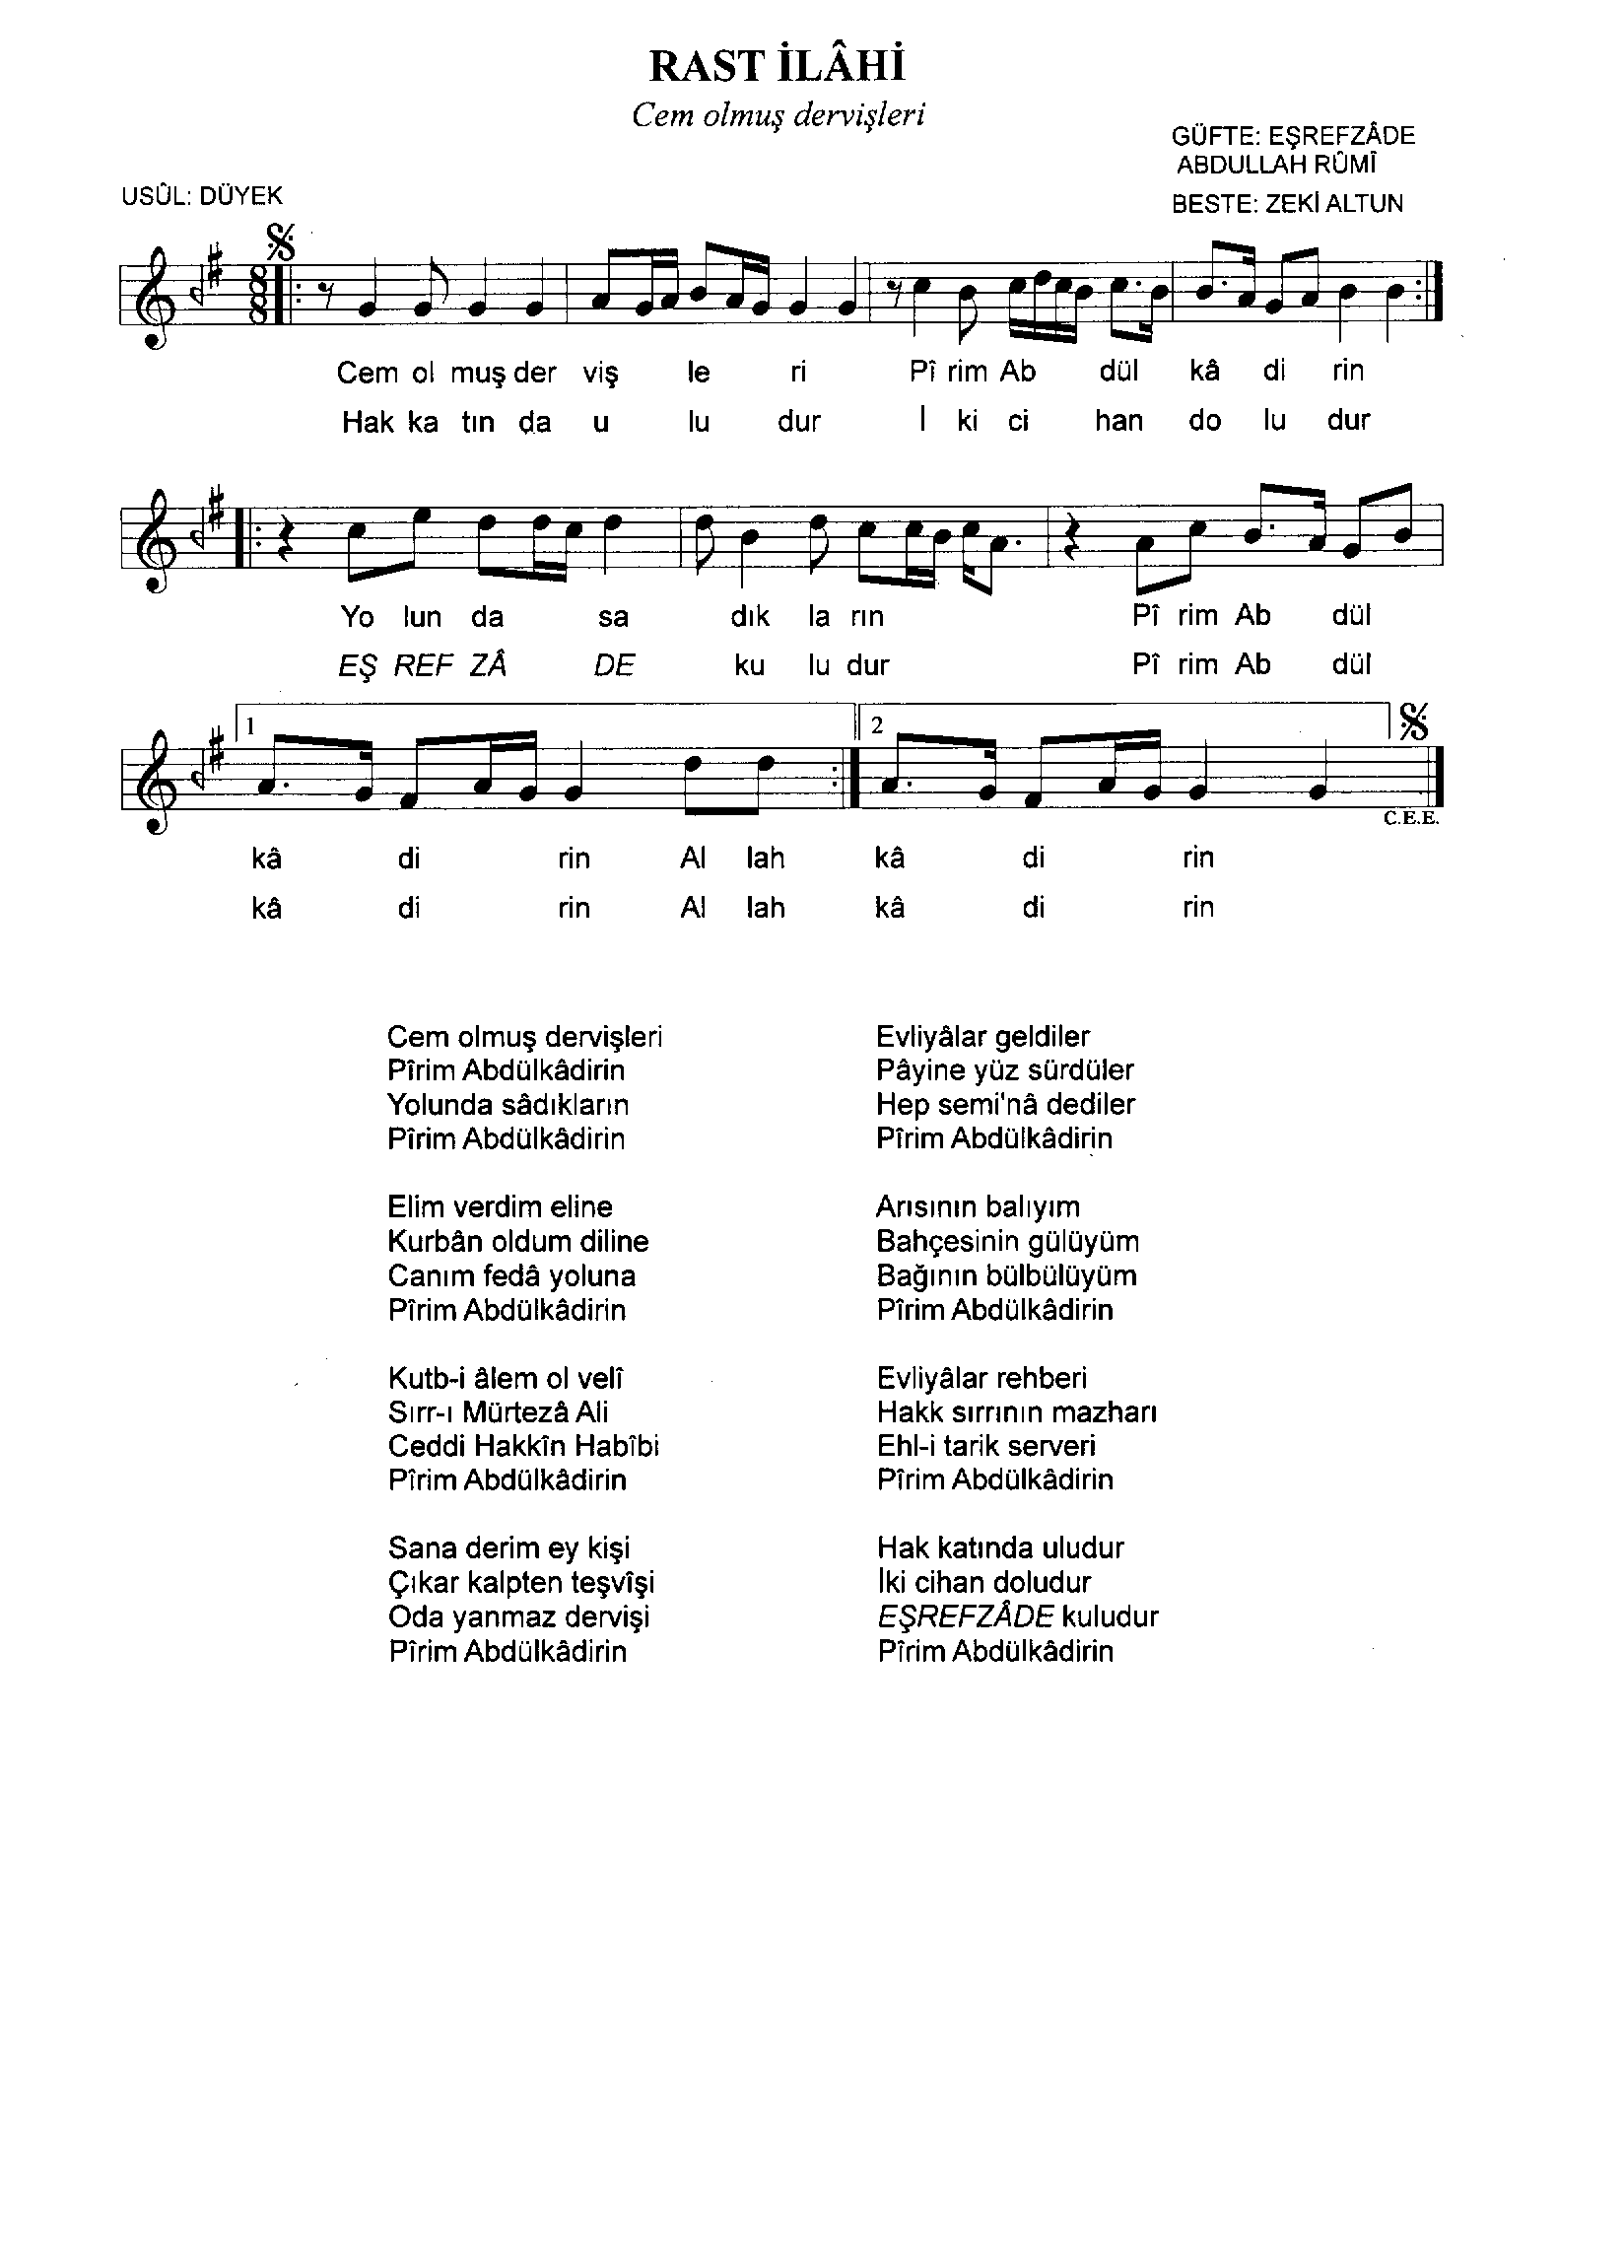 RAST İLÂHİ
Cem olmuş dervişleri
GÜFTE: EŞREFZÂDE
ABDULLAH RÛMÎ
USÛL: DÜYEK
BESTE: ZEKİ ALTUN
8
8
Cem ol muş der viş le ri Pî rim Ab dül kâ di rin
Hak ka tın da u lu dur İ ki ci han do lu dur
Yo lun da sa dık la rın Pî rim Ab dül
EŞ REF ZÂ DE ku lu dur Pî rim Ab dül
1 2
C.E.E.
kâ di rin Al lah kâ di rin
kâ di rin Al lah kâ di rin
Cem olmuş dervişleri
Pîrim Abdülkâdirin
Yolunda sâdıkların
Pîrim Abdülkâdirin
Elim verdim eline
Kurbân oldum diline
Canım fedâ yoluna
Pîrim Abdülkâdirin
Kutb-i âlem ol velî
Sırr-ı Mürtezâ Ali
Ceddi Hakkîn Habîbi
Pîrim Abdülkâdirin
Sana derim ey kişi
Çıkar kalpten teşvîşi
Oda yanmaz dervişi
Pîrim Abdülkâdirin
Evliyâlar geldiler
Pâyine yüz sürdüler
Hep semi'nâ dediler
Pîrim Abdülkâdirin
Arısının balıyım
Bahçesinin gülüyüm
Bağının bülbülüyüm
Pîrim Abdülkâdirin
Evliyâlar rehberi
Hakk sırrının mazharı
Ehl-i tarik serveri
Pîrim Abdülkâdirin
Hak katında uludur
İki cihan doludur
EŞREFZÂDE kuludur
Pîrim Abdülkâdirin